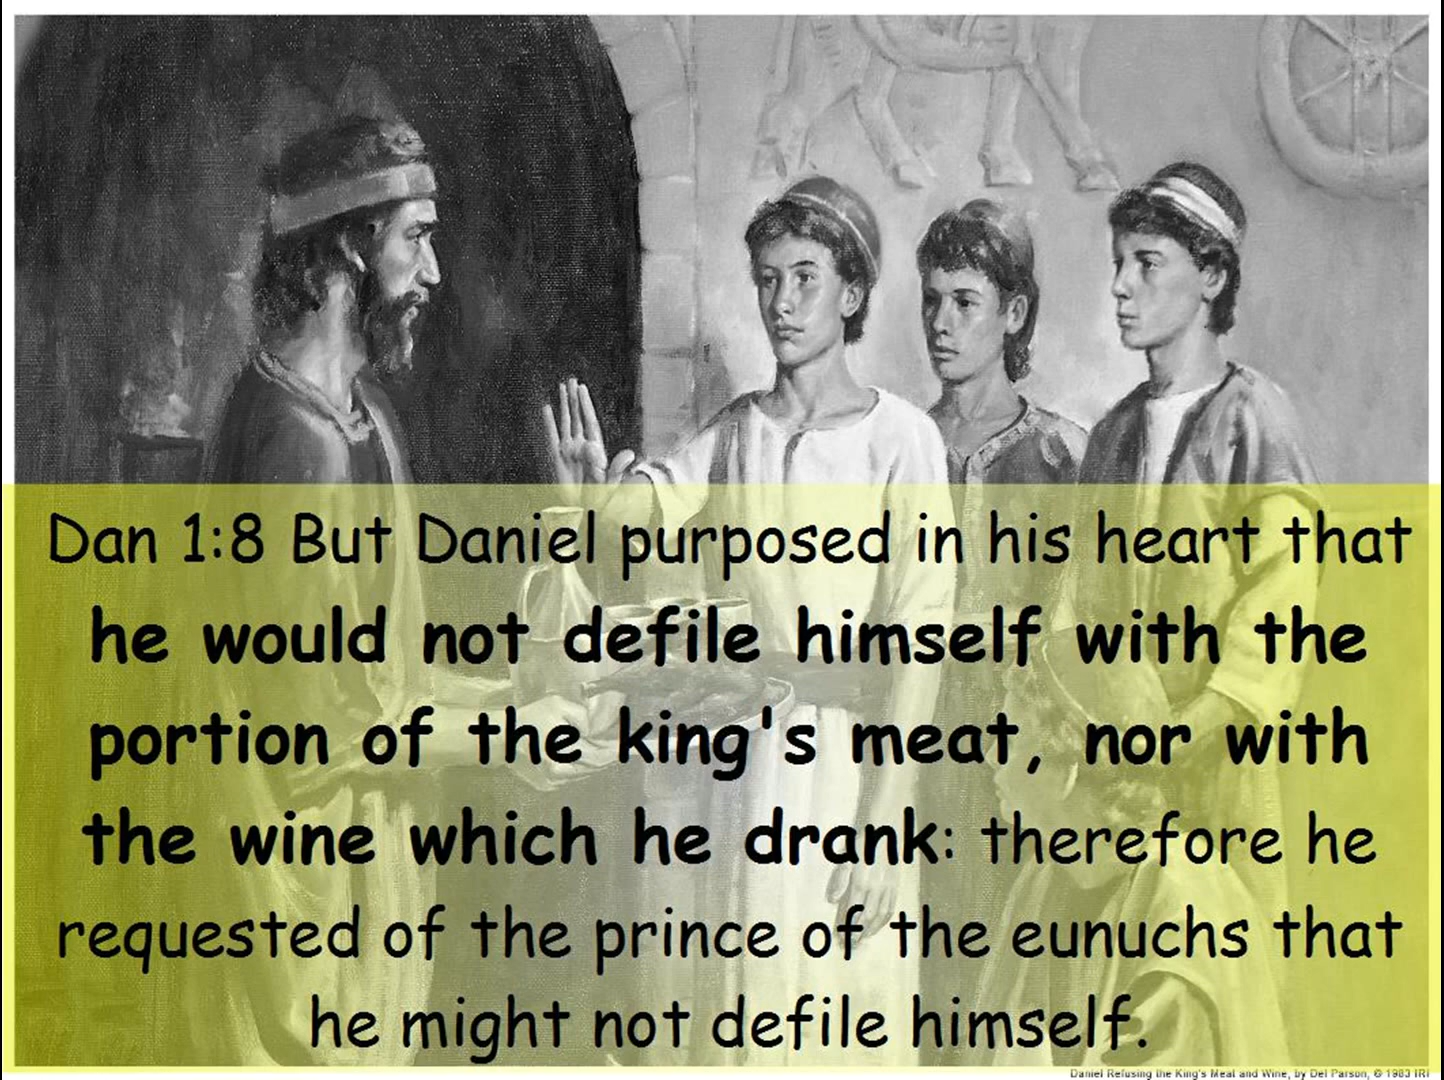 Dan 1:8 But Daniel purposed in his heart that
he would not defile himself with the
portion of the king's meat, nor with
the wine which he drank: therefore he
requested of the prince of the eunuchs that
he might not defile himself.
Daniel Refusing the King's Meat and Wine, by Del Parson, © 1983 IRI